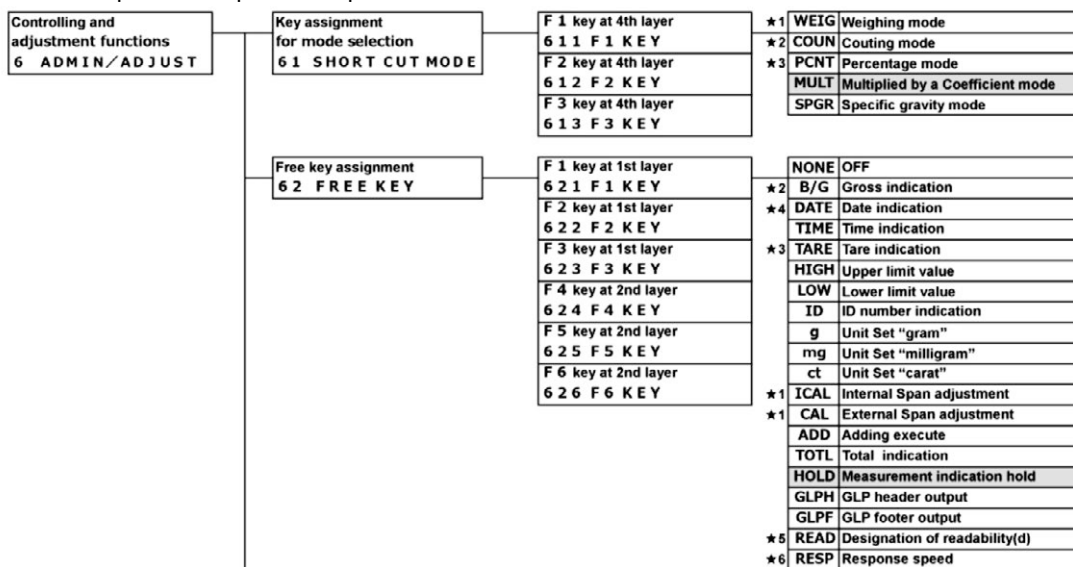 Controlling and
adjustment functions
6 ADMIN/ADJUST
Key assignment
for mode selection
61 SHORT CUT MODE
F 1 key at 4th layer
611 F1 KEY
F 2 key at 4th layer
612 F2 KEY
F 3 key at 4th layer
613 F3 KEY
★1 WEIG Weighing mode
★2 COUN Couting mode
★3 PCNT Percentage mode
MULT Multiplied by a Coefficient mode
SPGR Specific gravity mode
Free key assignment
62 FREE KEY
F 1 key at 1st layer
621 F1 KEY
F 2 key at 1st layer
622 F2 KEY
F 3 key at 1st layer
623 F3 KEY
F 4 key at 2nd layer
624 F4 KEY
F 5 key at 2nd layer
625 F5 KEY
F 6 key at 2nd layer
626 F6 KEY
NONE OFF
★2 B/G Gross indication
★4 DATE Date indication
TIME Time indication
★3 TARE Tare indication
HIGH Upper limit value
LOW Lower limit value
ID ID number indication
g Unit Set “gram”
mg Unit Set “milligram”
ct Unit Set “carat”
★1 ICAL Internal Span adjustment
★1 CAL External Span adjustment
ADD Adding execute
TOTL Total indication
HOLD Measurement indication hold
GLPH GLP header output
GLPF GLP footer output
★5 READ Designation of readability(d)
★6 RESP Response speed